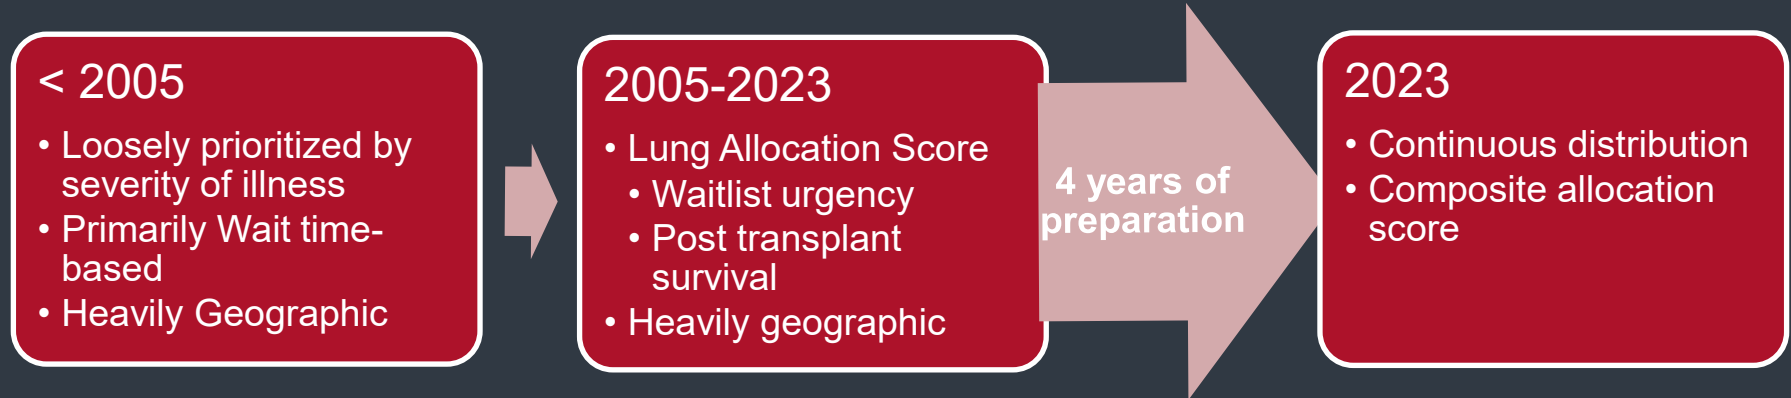 < 2005
• Loosely prioritized by
severity of illness
• Primarily Wait time-
based
• Heavily Geographic
2005-2023
• Lung Allocation Score
• Waitlist urgency
• Post transplant
survival
• Heavily geographic
4 years of
preparation
2023
• Continuous distribution
• Composite allocation
score